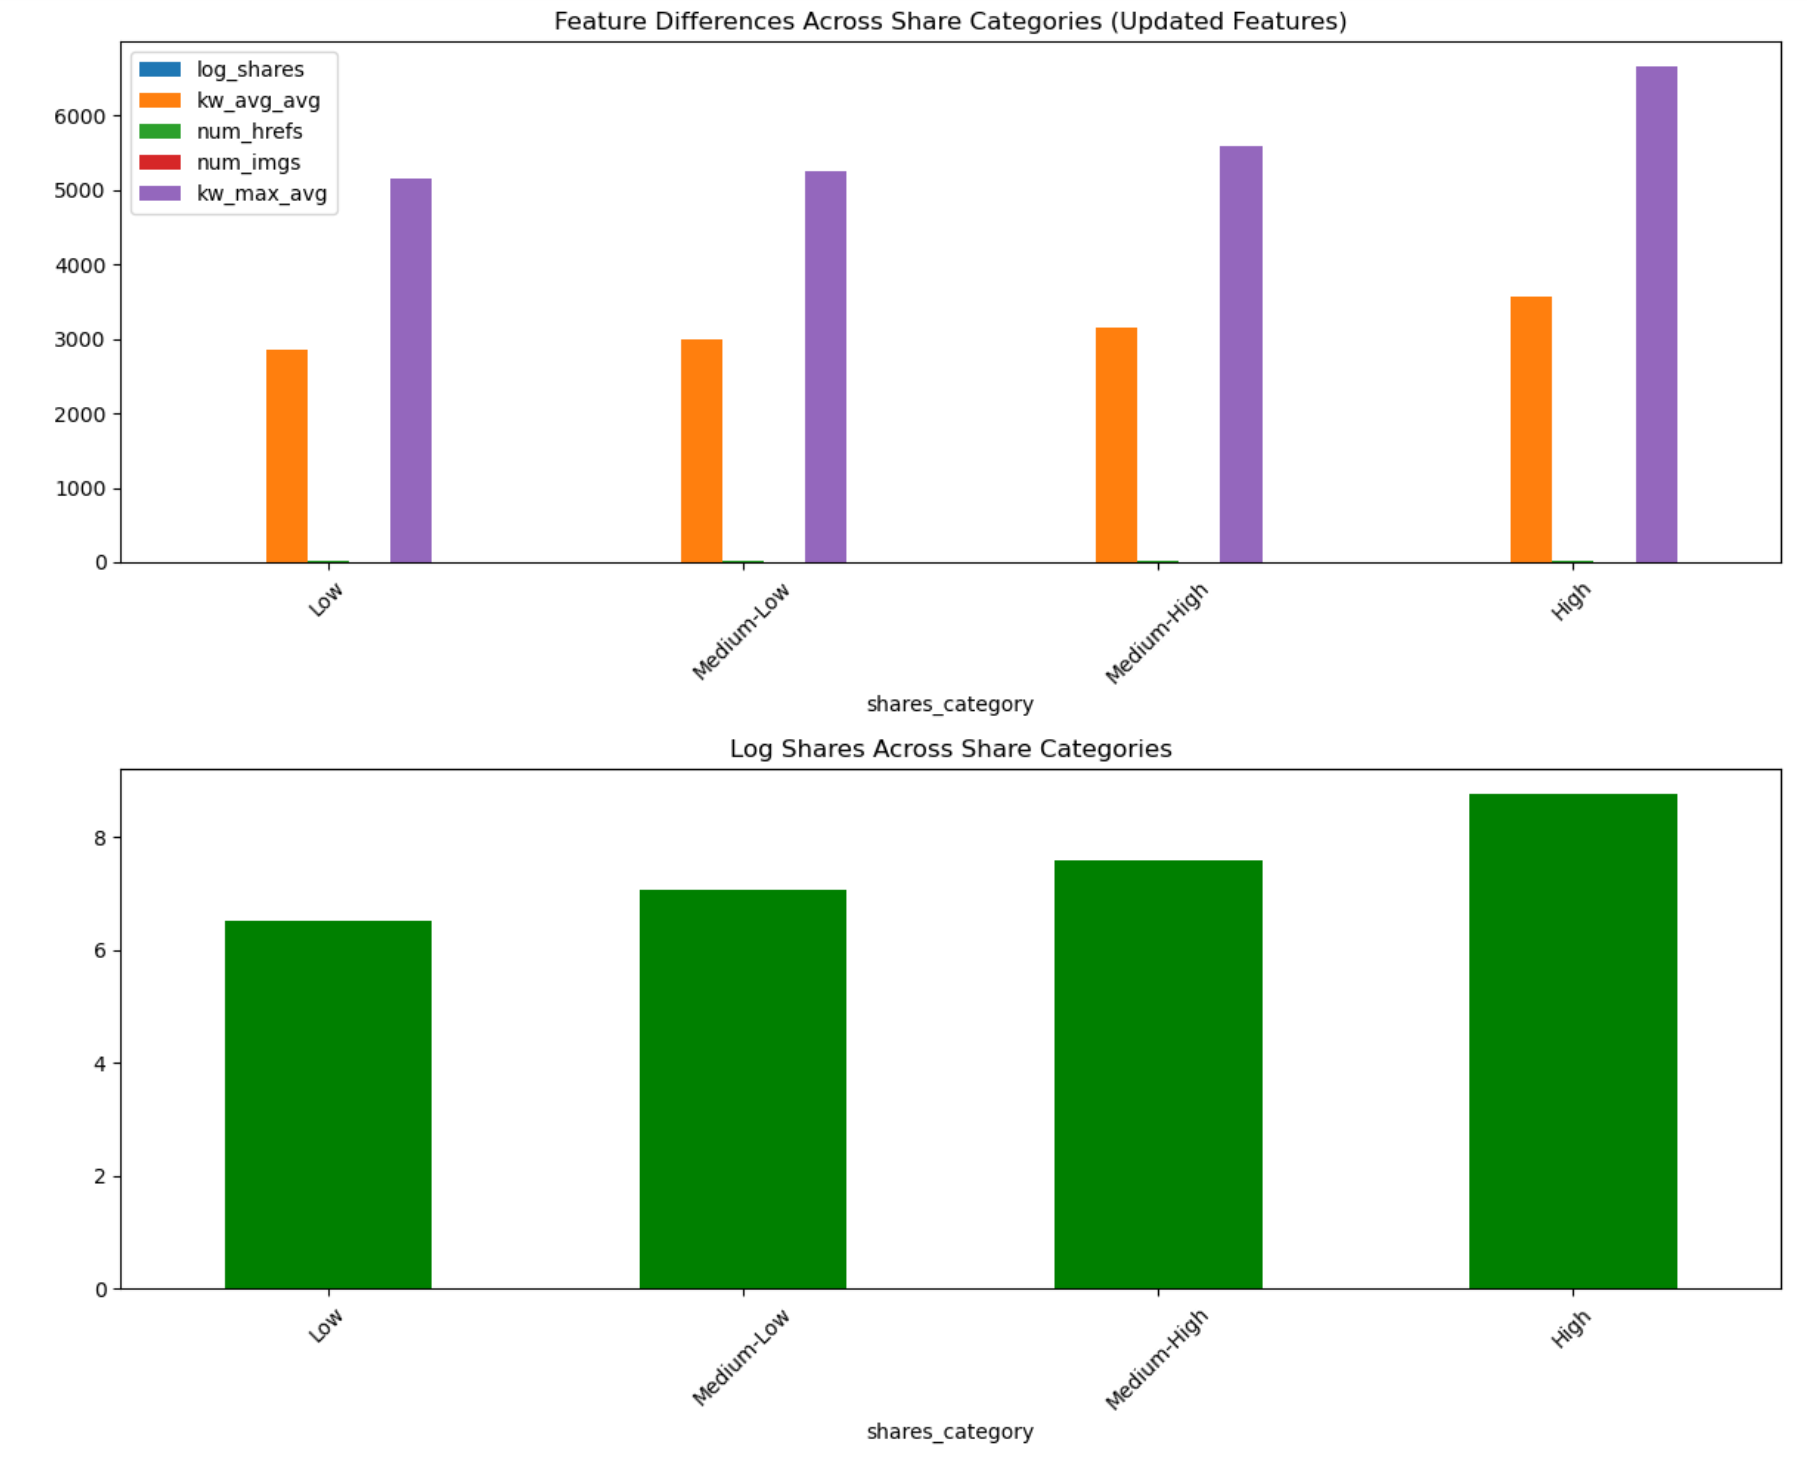 Feature Differences Across Share Categories (Updated Features)
log_shares
kw_avg_avg
num_hrefs
num_imgs
kw_max_avg
6000
5000
4000
3000
2000
1000
0
Low
Medium-Low
Medium-High
High
shares_category
Log Shares Across Share Categories
8
6
4
2
0
Low
Medium-Low
Medium-High
High
shares_category